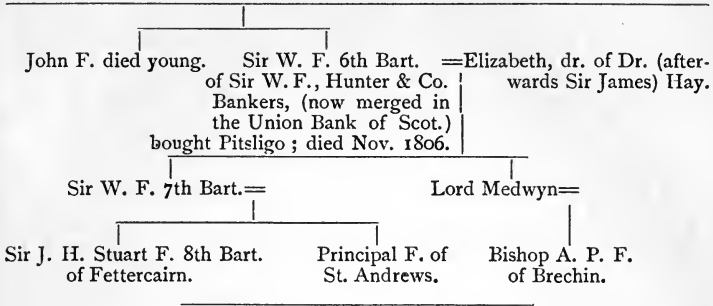 John F. died young. Sir W. F. 6th Bart. =Elizabeth, dr. of Dr. (after-
of Sir W. F., Hunter & Co. wards Sir James) Hay.
Bankers, (now merged in
the Union Bank of Scot.)
bought Pitsligo ; died Nov. 1806.
Sir W. F. 7th Bart.= Lord Medwyn=
Sir J. H. Stuart F. 8th Bart. Principal F. of Bishop A. P. F.
of Fettercairn. St. Andrews. of Brechin.